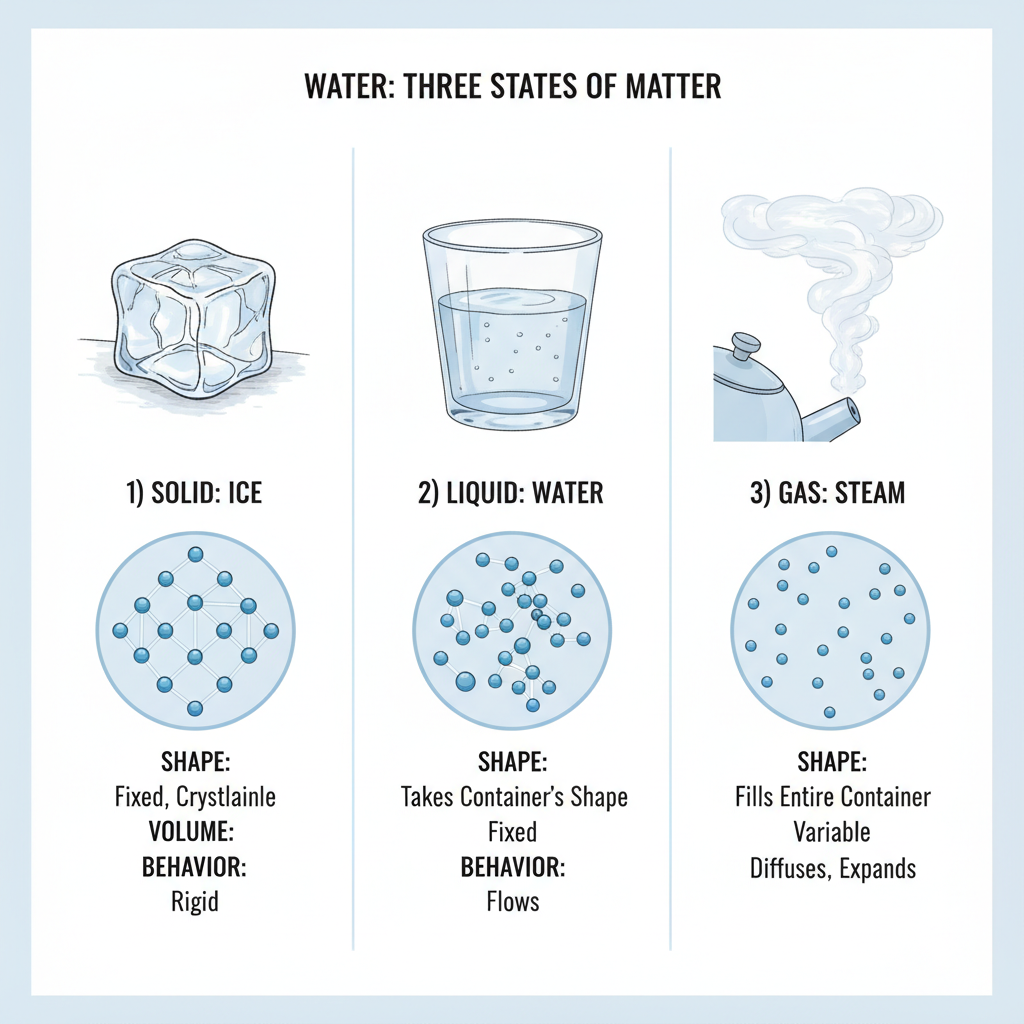 WATER: THREE STATES OF MATTER
1) SOLID: ICE
SHAPE:
Fixed, Crystlainle
VOLUME:
BEHAVIOR:
Rigid
2) LIQUID: WATER
SHAPE:
Takes Container's Shape
Fixed
BEHAVIOR:
Flows
3) GAS: STEAM
SHAPE:
Fills Entire Container
Variable
Diffuses, Expands